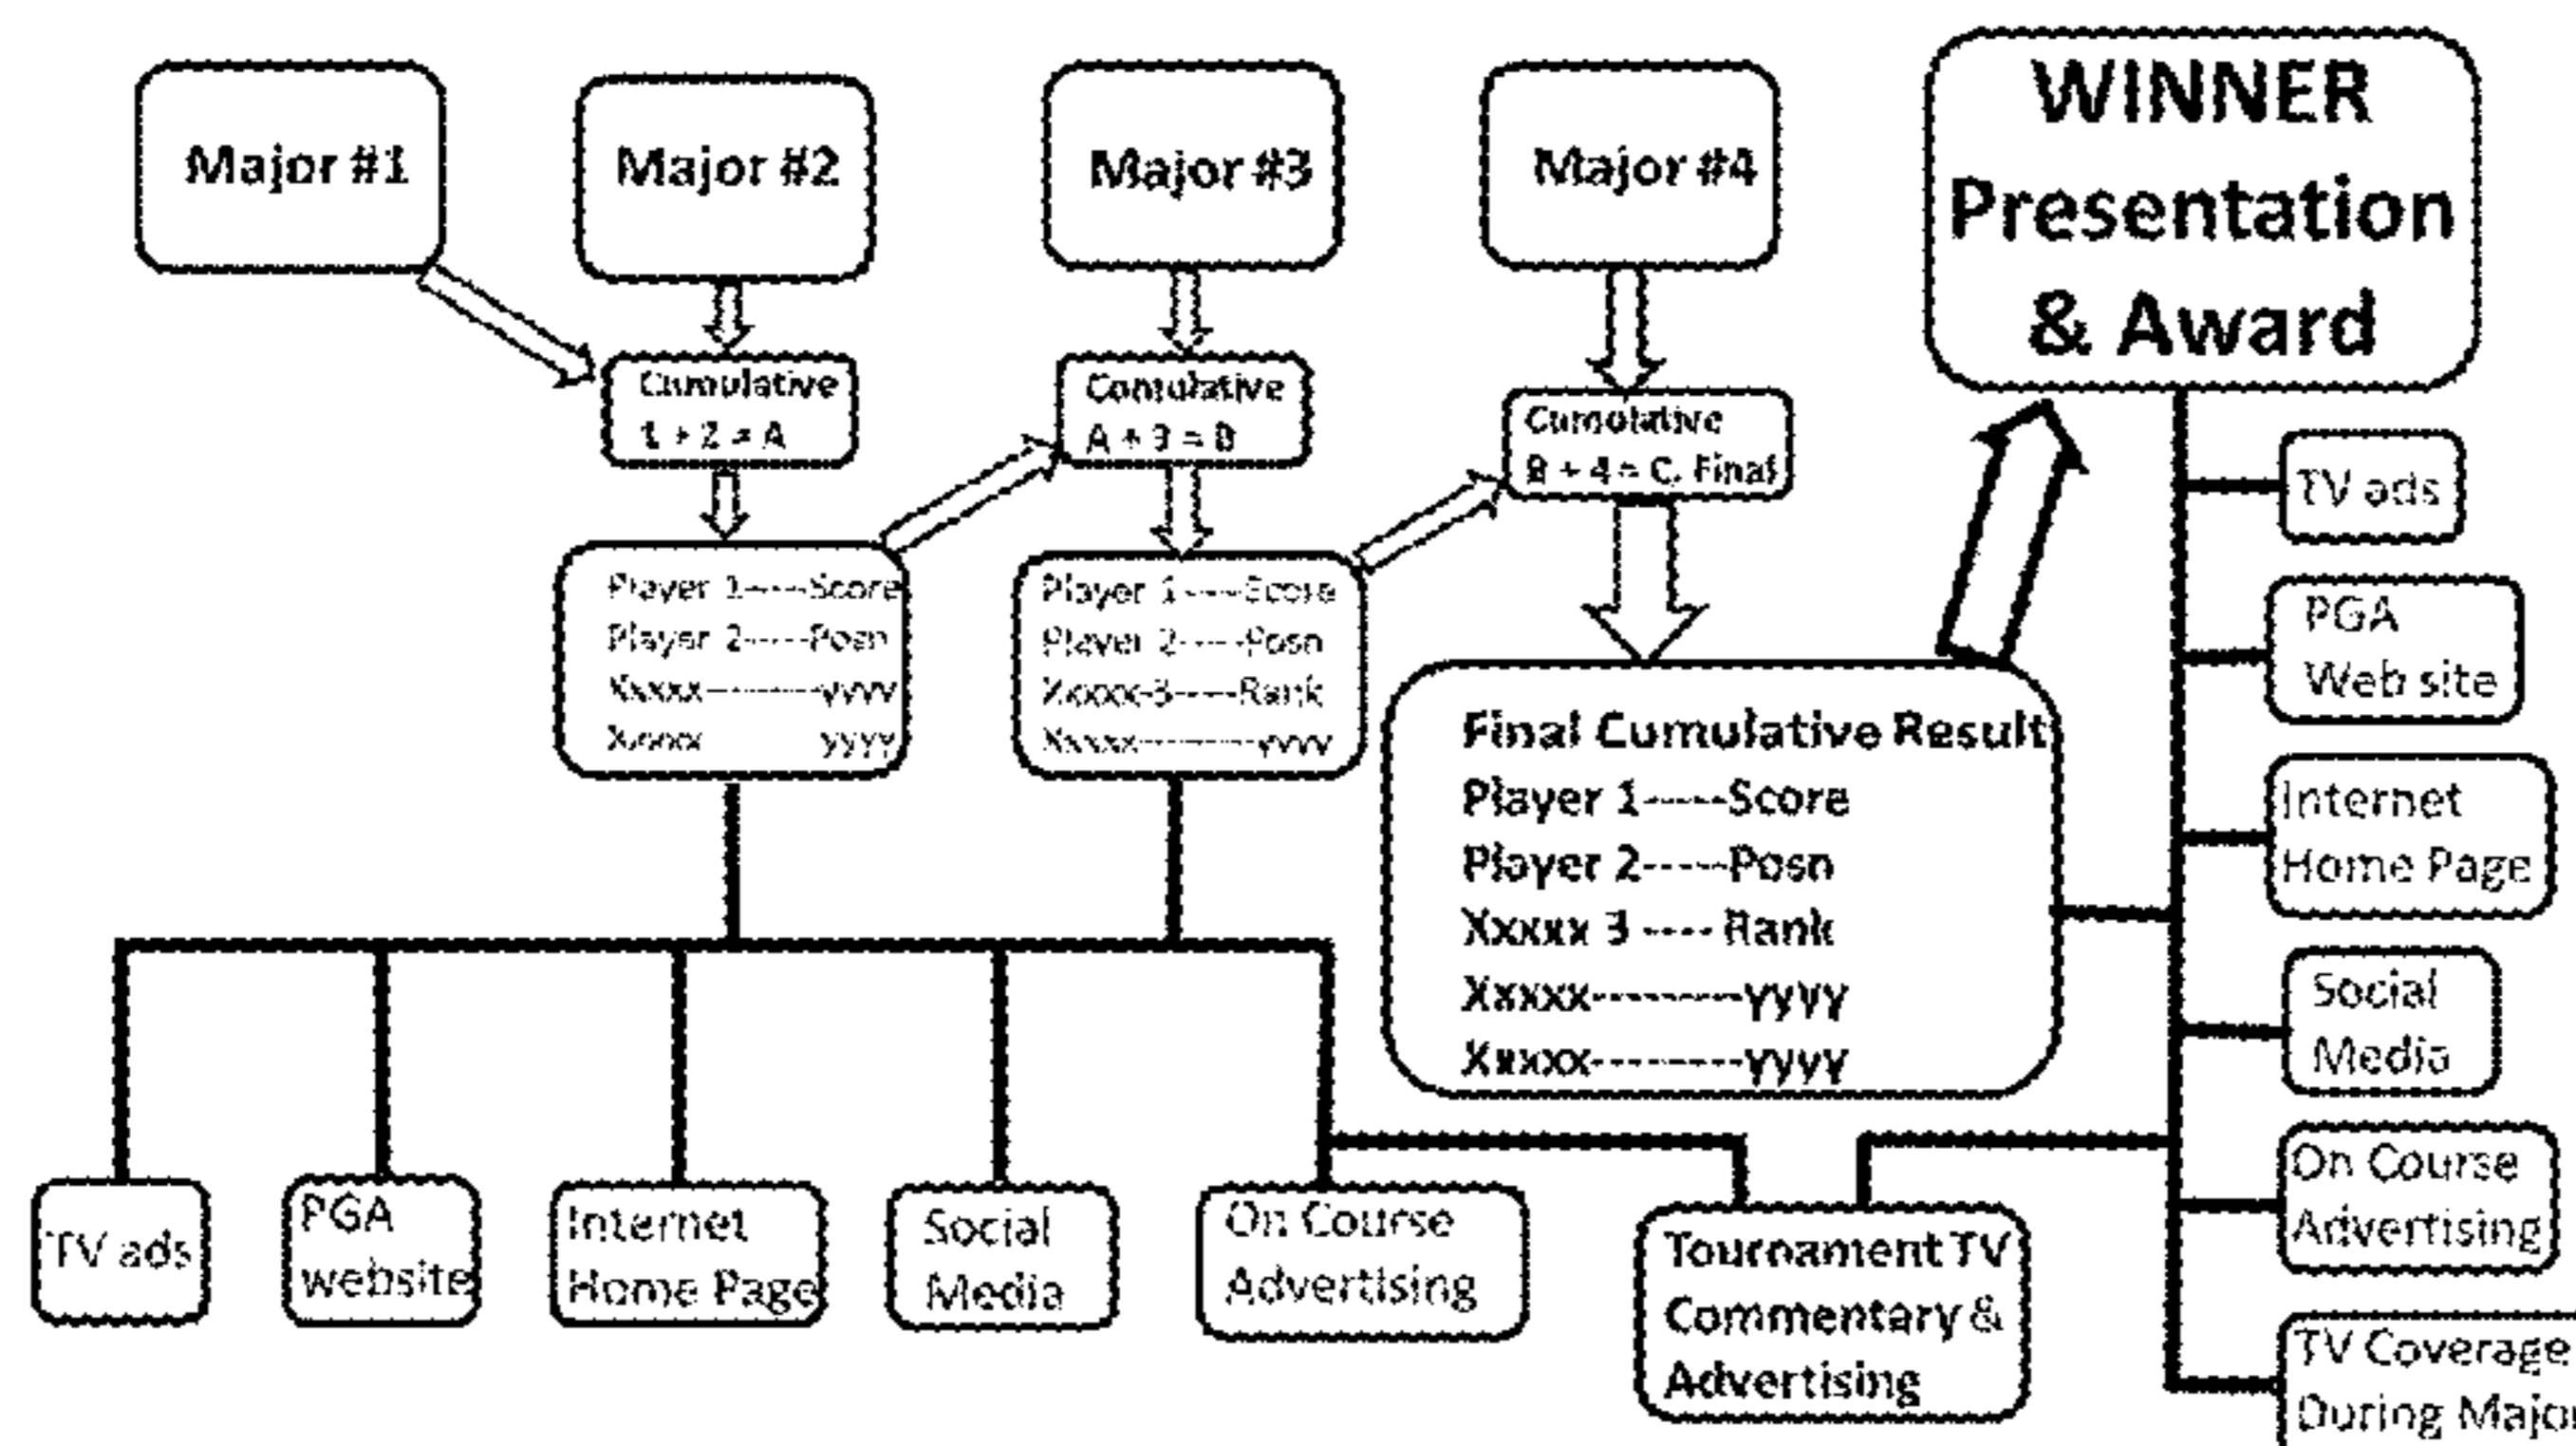 Major #1
Major #2
Major #3
Major #4
WINNER
Presentation
& Award
Cumulative
1 + 2 = A
Cumulative
A + 3 = B
Cumulative
B + 4 = C, Final
Player 1-----Score
Player 2-----Posn
Xxxxx-----------yyyy
Xxxxx yyyy
Player 1-----Score
Player 2-----Posn
Xxxxx-3-----Rank
Xxxxx-----------yyyy
Final Cumulative Result
Player 1-----Score
Player 2-----Posn
Xxxxx 3 ---- Rank
Xxxxx---------yyyy
Xxxxx---------yyyy
TV ads
PGA
Web site
Internet
Home Page
Social
Media
On Course
Advertising
TV Coverage
During Major
TV ads
PGA
website
Internet
Home Page
Social
Media
On Course
Advertising
Tournament TV
Commentary &
Advertising